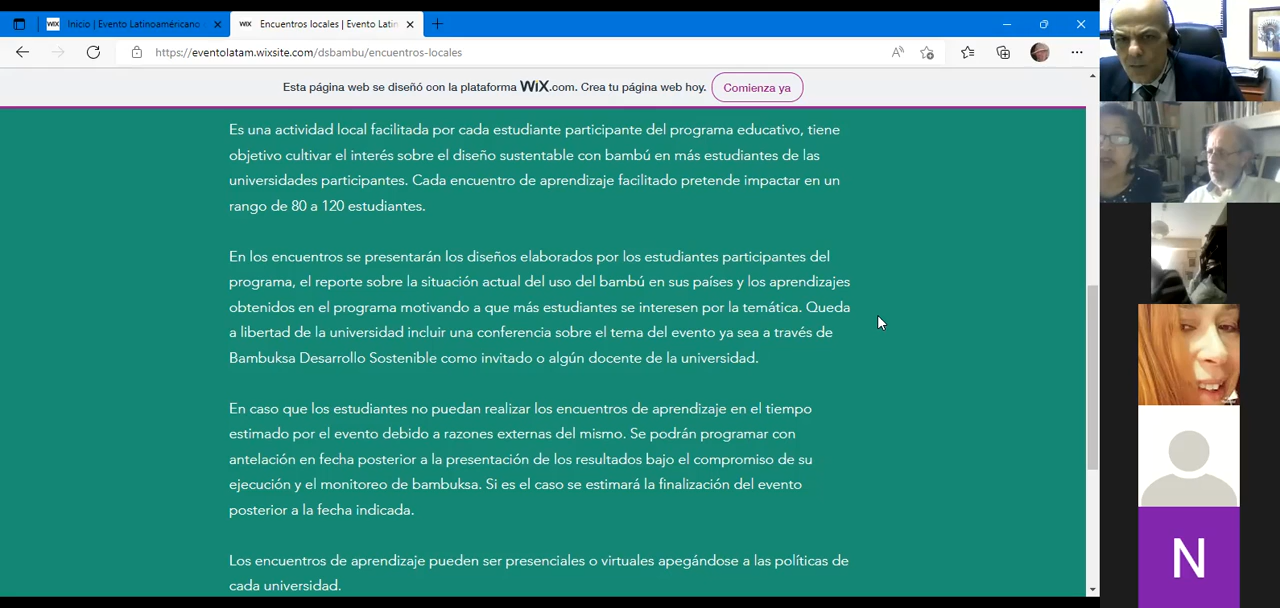 Inicio | Evento Latinoaméricano
Encuentros locales | Evento Latin
https://eventolatam.wixsite.com/dsbambu/encuentros-locales
Esta página web se diseñó con la plataforma WiX.com. Crea tu página web hoy.
Comienza ya
Es una actividad local facilitada por cada estudiante participante del programa educativo, tiene
objetivo cultivar el interés sobre el diseño sustentable con bambú en más estudiantes de las
universidades participantes. Cada encuentro de aprendizaje facilitado pretende impactar en un
rango de 80 a 120 estudiantes.
En los encuentros se presentarán los diseños elaborados por los estudiantes participantes del
programa, el reporte sobre la situación actual del uso del bambú en sus países y los aprendizajes
obtenidos en el programa motivando a que más estudiantes se interesen por la temática. Queda
a libertad de la universidad incluir una conferencia sobre el tema del evento ya sea a través de
Bambuksa Desarrollo Sostenible como invitado o algún docente de la universidad.
En caso que los estudiantes no puedan realizar los encuentros de aprendizaje en el tiempo
estimado por el evento debido a razones externas del mismo. Se podrán programar con
antelación en fecha posterior a la presentación de los resultados bajo el compromiso de su
ejecución y el monitoreo de bambuksa. Si es el caso se estimará la finalización del evento
posterior a la fecha indicada.
Los encuentros de aprendizaje pueden ser presenciales o virtuales apegándose a las políticas de
cada universidad.
N